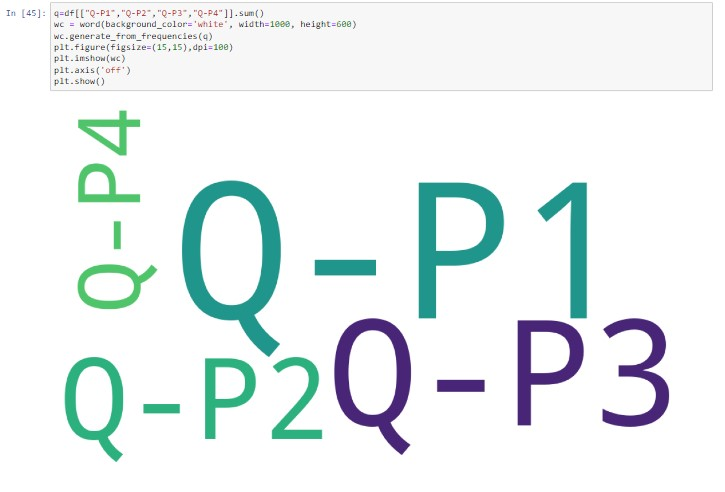 In [45]: q=df[["Q-P1","Q-P2","Q-P3","Q-P4"]].sum()
wc = word(background_color='white', width=1000, height=600)
wc.generate_from_frequencies(q)
plt.figure(figsize=(15,15),dpi=100)
plt.imshow(wc)
plt.axis('off')
plt.show()
Q-P4
Q-P1
Q-P2
Q-P3